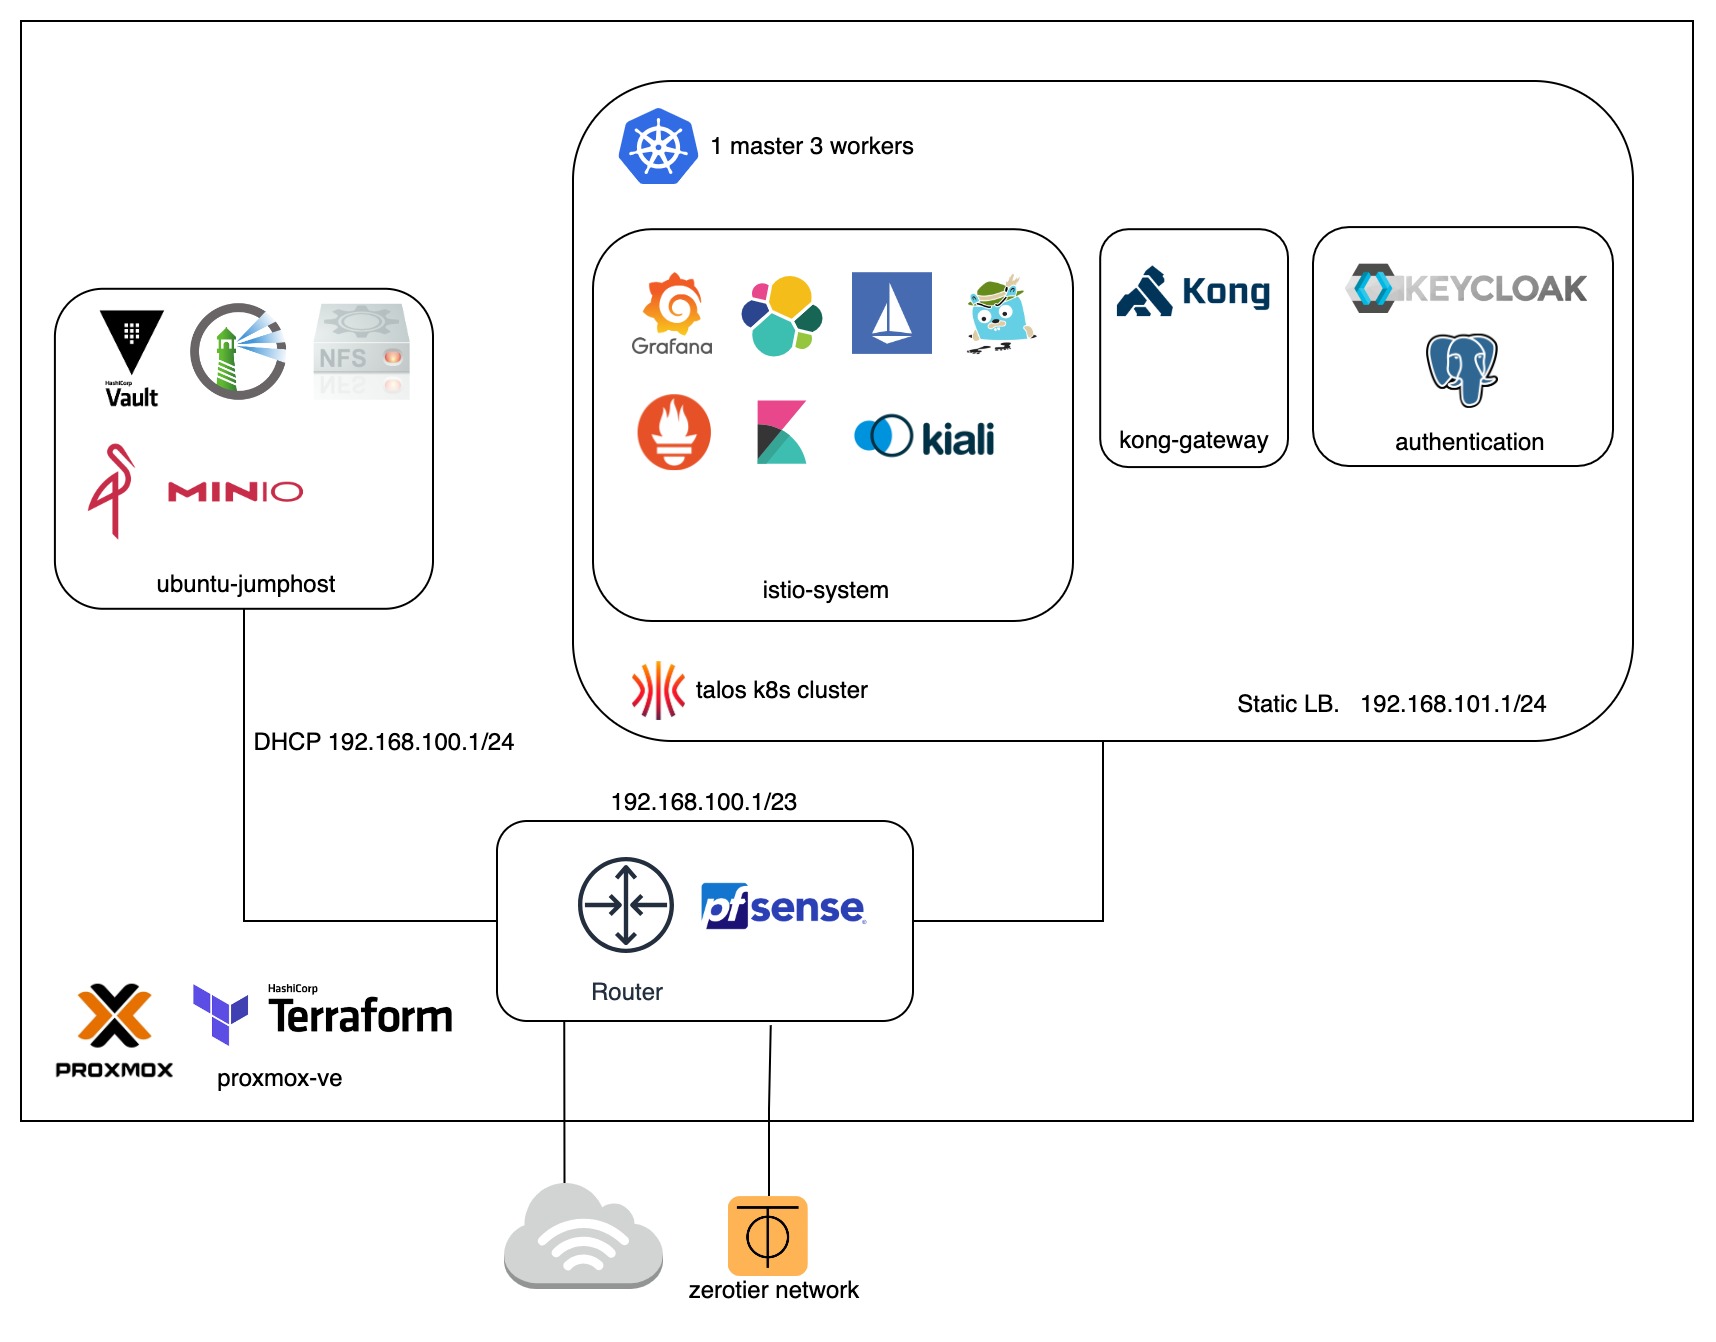 1 master 3 workers
Grafana
kiali
istio-system
Kong
kong-gateway
KEYCLOAK
authentication
talos k8s cluster
Static LB. 192.168.101.1/24
HashiCorp
Vault
NFS
NFS
MINIO
ubuntu-jumphost
DHCP 192.168.100.1/24
192.168.100.1/23
pfsense
Router
PROXMOX
HashiCorp
Terraform
proxmox-ve
zerotier network